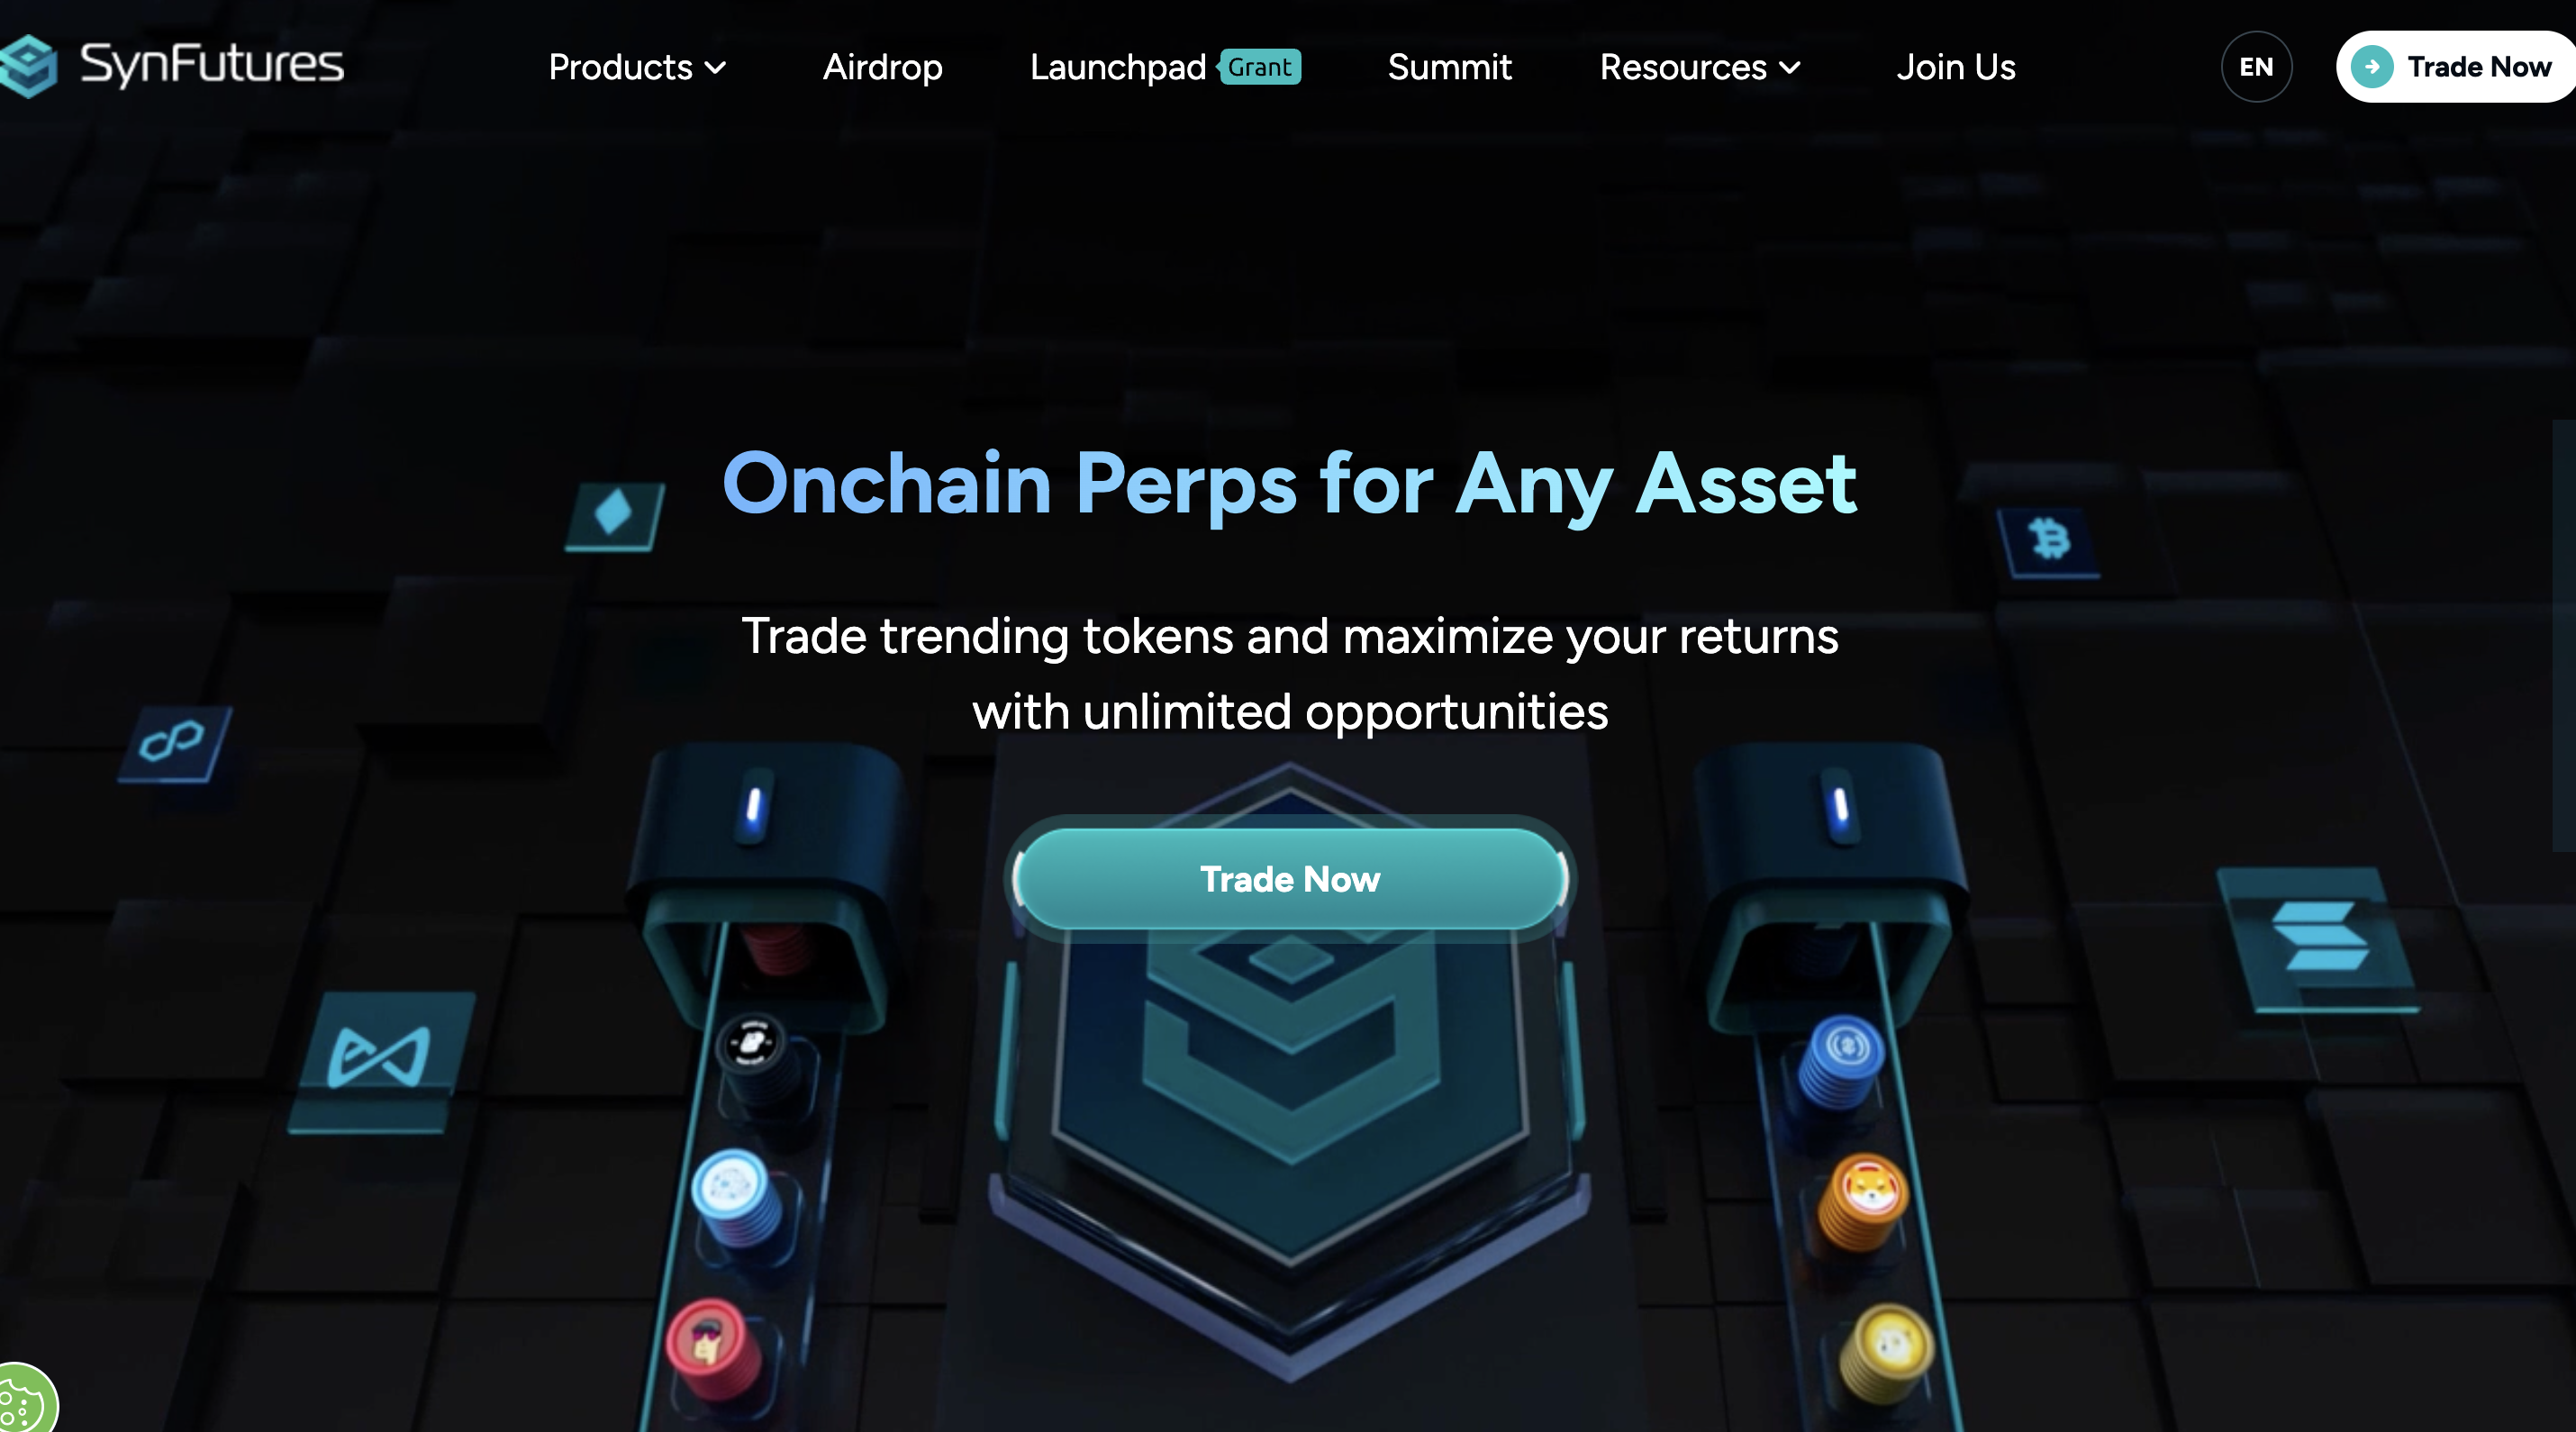 SynFutures
Products
Airdrop
Launchpad Grant
Summit
Resources
Join Us
EN
Trade Now
Onchain Perps for Any Asset
Trade trending tokens and maximize your returns
with unlimited opportunities
Trade Now